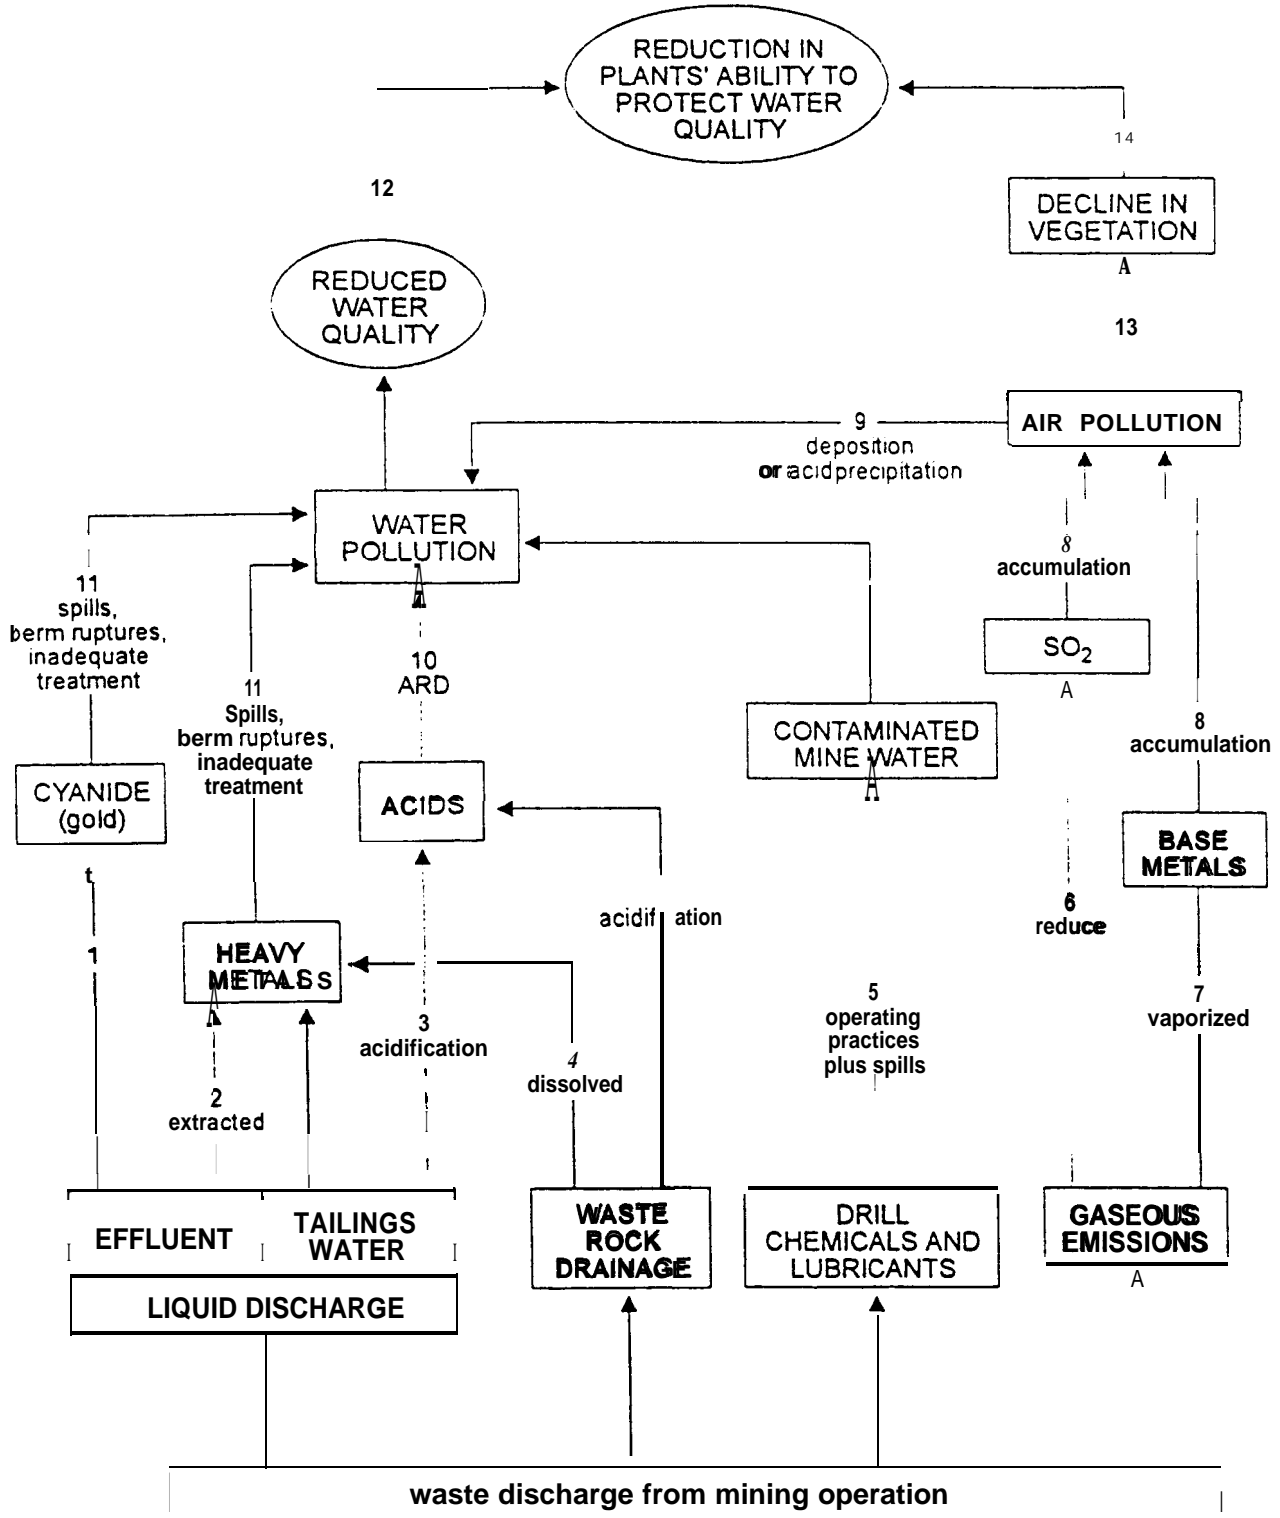 REDUCTION IN
PLANTS' ABILITY TO
PROTECT WATER
QUALITY
14
12
DECLINE IN
VEGETATION
A
REDUCED
WATER
QUALITY
13
9
deposition
or acid precipitation
AIR POLLUTION
WATER
POLLUTION
8
accumulation
11
spills,
berm ruptures,
inadequate
treatment
10
ARD
SO2
A
11
Spills,
berm ruptures,
inadequate
treatment
CONTAMINATED
MINE WATER
8
accumulation
CYANIDE
(gold)
ACIDS
BASE
METALS
t
1
acidif ation
6
reduce
HEAVY
METALS
3
acidification
4
dissolved
5
operating
practices
plus spills
7
vaporized
2
extracted
EFFLUENT
TAILINGS
WATER
WASTE
ROCK
DRAINAGE
DRILL
CHEMICALS AND
LUBRICANTS
GASEOUS
EMISSIONS
A
LIQUID DISCHARGE
waste discharge from mining operation